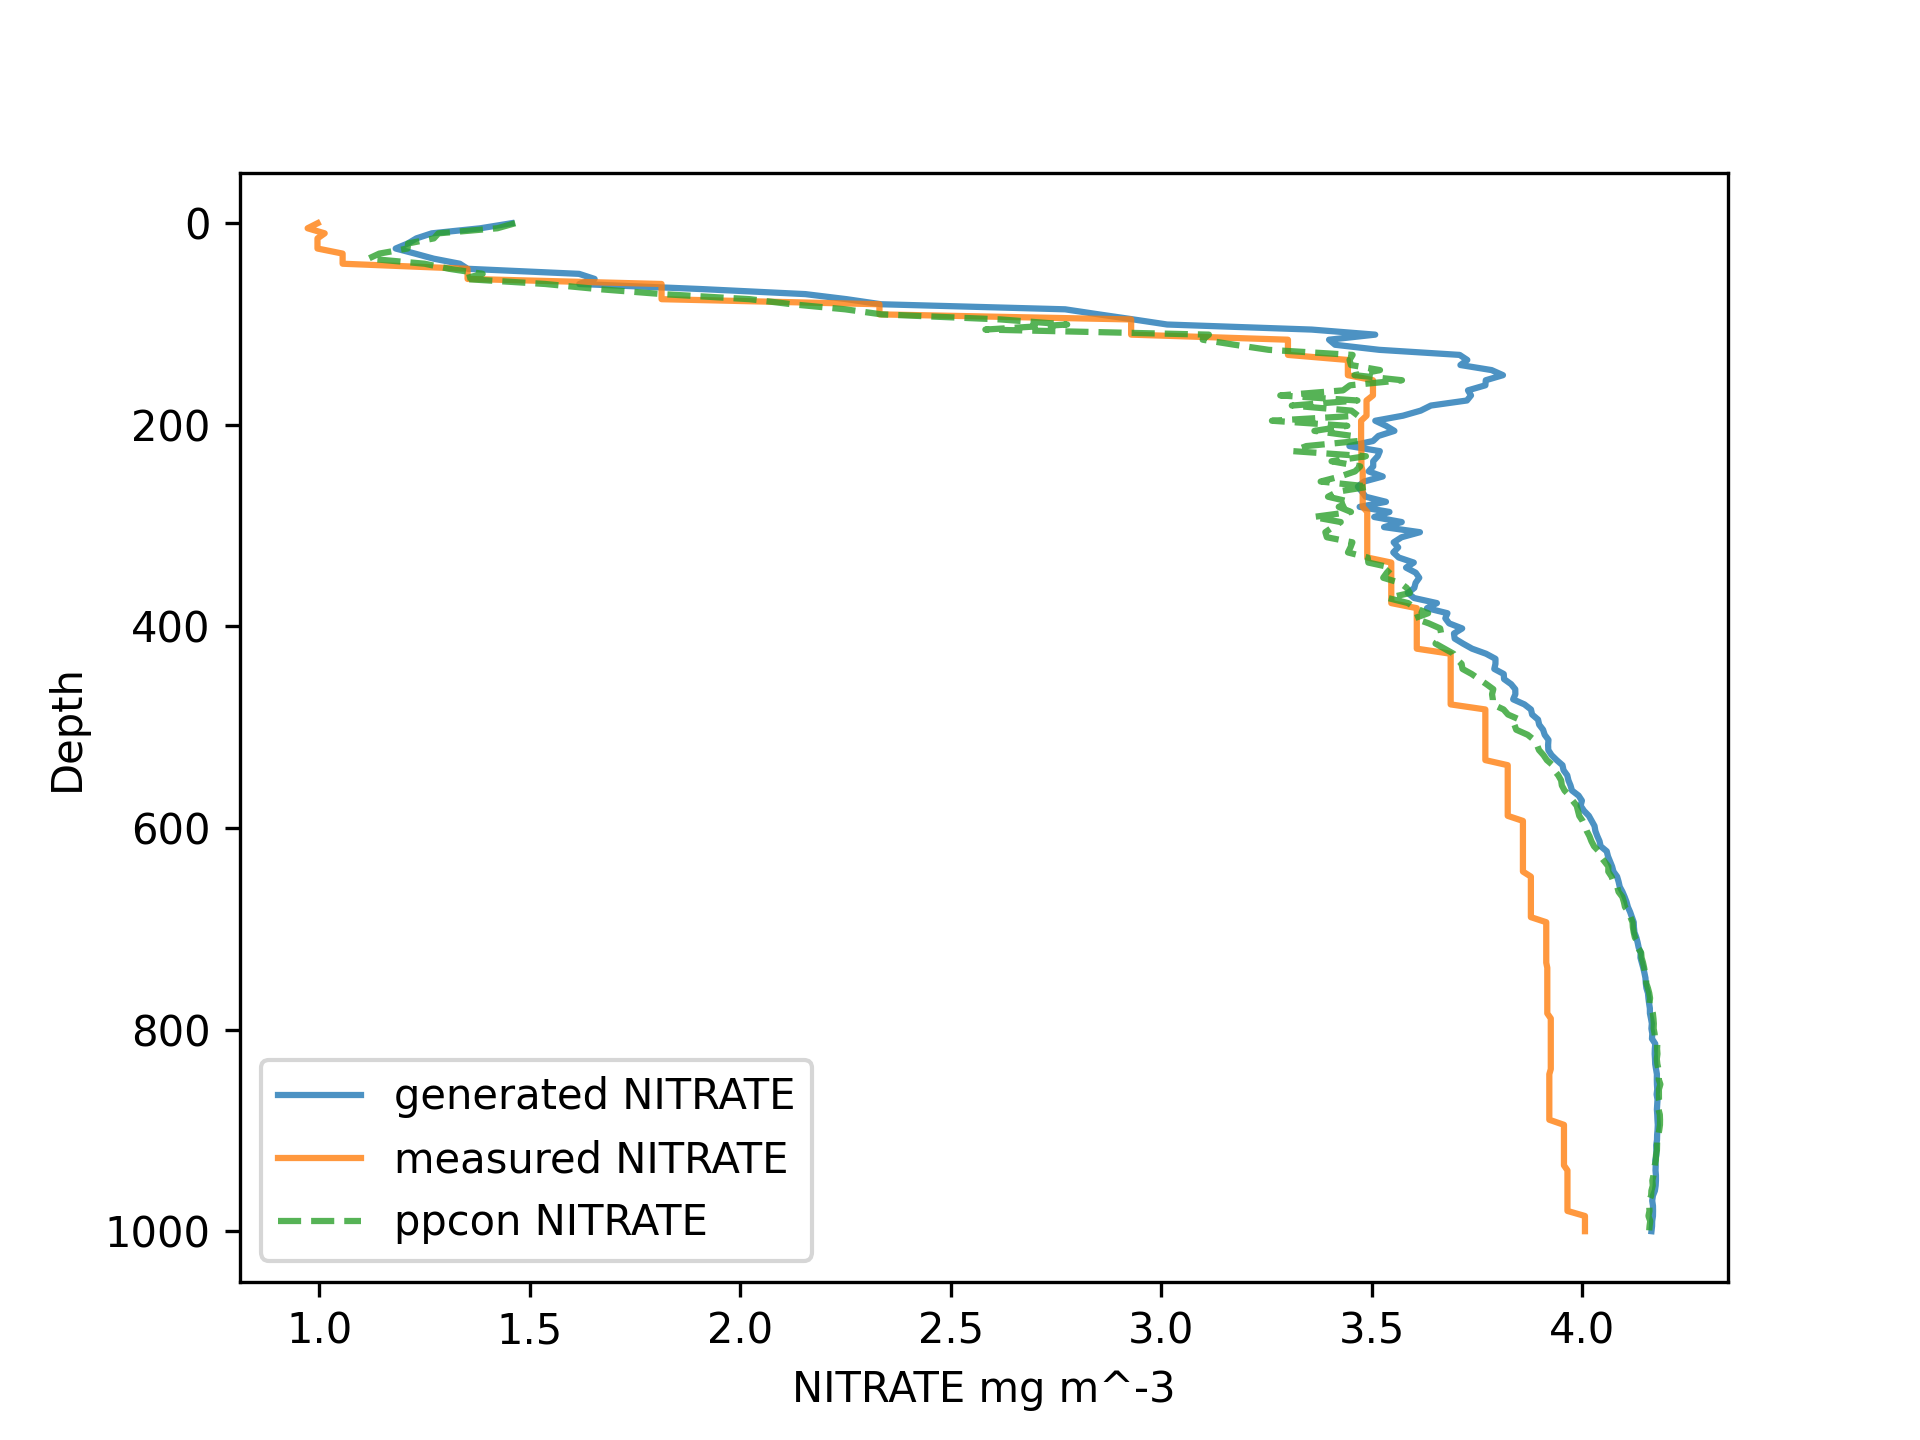 0
200
400
600
800
1000
Depth
generated NITRATE
measured NITRATE
ppcon NITRATE
1.0 1.5 2.0 2.5 3.0 3.5 4.0
NITRATE mg m^-3